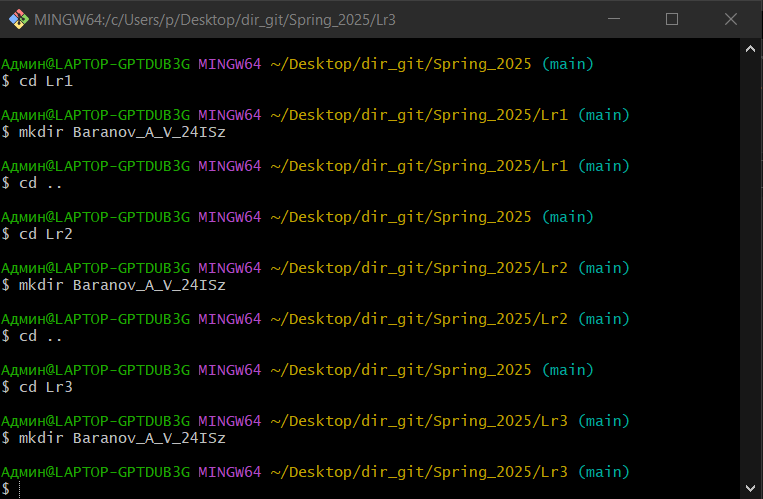 MINGW64:/c/Users/p/Desktop/dir_git/Spring_2025/Lr3
Админ@LAPTOP-GPTDUB3G MINGW64 ~/Desktop/dir_git/Spring_2025 (main)
$ cd Lr1
Админ@LAPTOP-GPTDUB3G MINGW64 ~/Desktop/dir_git/Spring_2025/Lr1 (main)
$ mkdir Baranov_A_V_24ISz
Админ@LAPTOP-GPTDUB3G MINGW64 ~/Desktop/dir_git/Spring_2025/Lr1 (main)
$ cd ..
Админ@LAPTOP-GPTDUB3G MINGW64 ~/Desktop/dir_git/Spring_2025 (main)
$ cd Lr2
Админ@LAPTOP-GPTDUB3G MINGW64 ~/Desktop/dir_git/Spring_2025/Lr2 (main)
$ mkdir Baranov_A_V_24ISz
Админ@LAPTOP-GPTDUB3G MINGW64 ~/Desktop/dir_git/Spring_2025/Lr2 (main)
$ cd ..
Админ@LAPTOP-GPTDUB3G MINGW64 ~/Desktop/dir_git/Spring_2025 (main)
$ cd Lr3
Админ@LAPTOP-GPTDUB3G MINGW64 ~/Desktop/dir_git/Spring_2025/Lr3 (main)
$ mkdir Baranov_A_V_24ISz
Админ@LAPTOP-GPTDUB3G MINGW64 ~/Desktop/dir_git/Spring_2025/Lr3 (main)
$